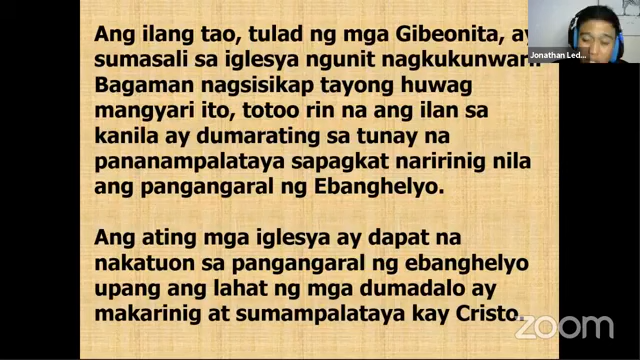 Ang ilang tao, tulad ng mga Gibeonita, ay
Jonathan Led...
sumasali sa iglesya ngunit nagkukunwari.
Bagaman nagsisikap tayong huwag
mangyari ito, totoo rin na ang ilan sa
kanila ay dumarating sa tunay na
pananampalataya sapagkat naririnig nila
ang pangangaral ng Ebanghelyo.
Ang ating mga iglesya ay dapat na
nakatuon sa pangangaral ng ebanghelyo
upang ang lahat ng mga dumadalo ay
makarinig at sumampalataya kay Cristo.
zoom